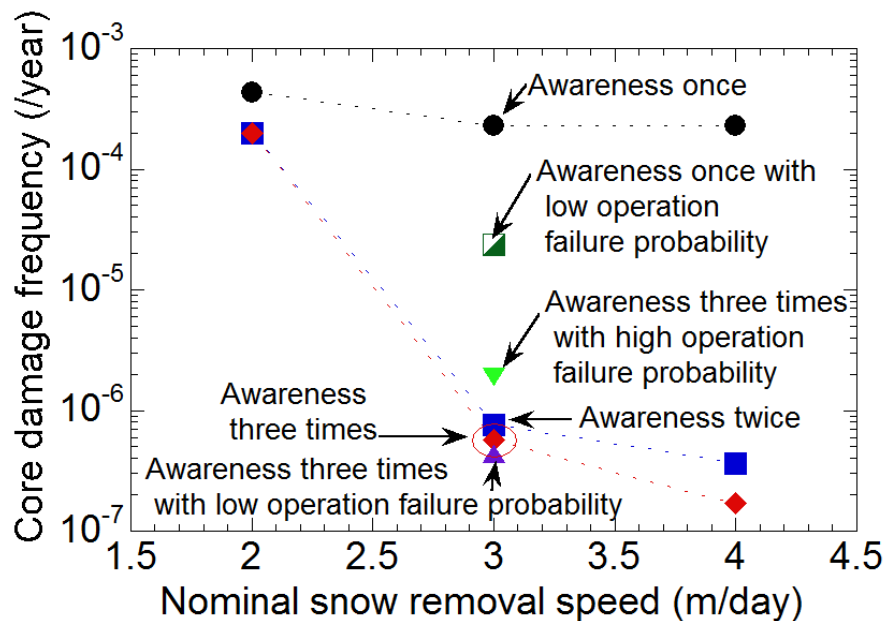 Core damage frequency (/year)
10^-3
10^-4
10^-5
10^-6
10^-7
Awareness once
Awareness once with
low operation
failure probability
Awareness three times
with high operation
failure probability
Awareness
three times
Awareness twice
Awareness three times
with low operation failure probability
1.5 2 2.5 3 3.5 4 4.5
Nominal snow removal speed (m/day)